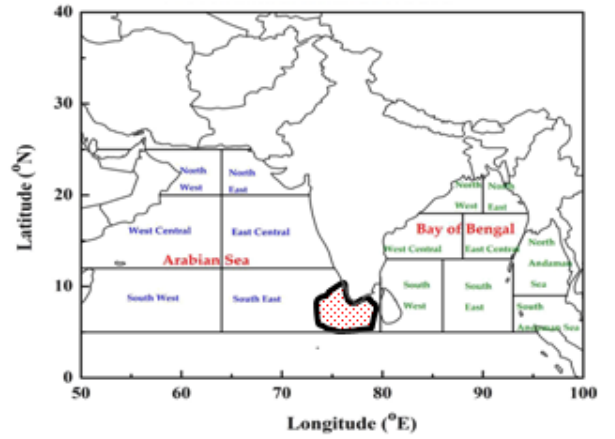 40
30
20
10
0
Latitude (°N)
North
West
North
East
West Central
East Central
Arabian Sea
South West
South East
North
West
North
East
Bay of Bengal
West Central
East Central
North
Andaman
Sea
South
West
South
East
South
Andaman Sea
50
60
70
80
90
100
Longitude (°E)